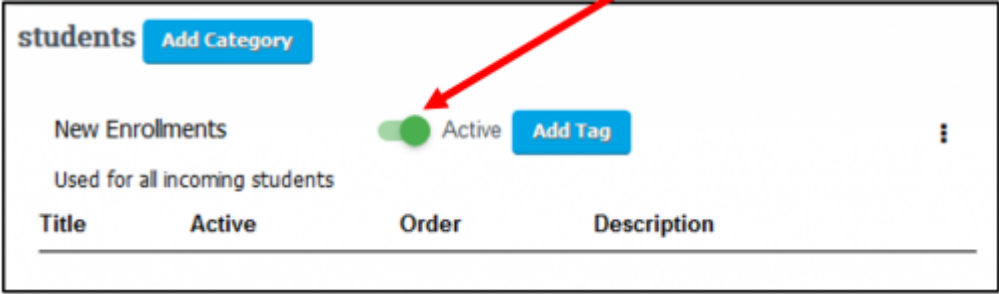 students Add Category
New Enrollments Active Add Tag
Used for all incoming students
Title Active Order Description